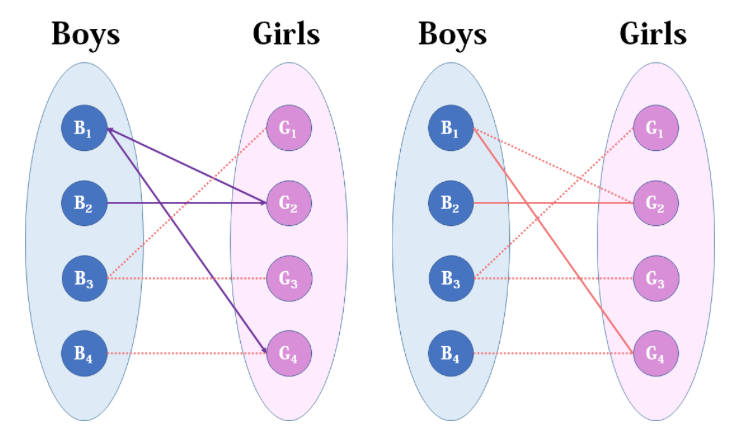 Boys Girls Boys Girls
B₁ G₁ B₁ G₁
B₂ G₂ B₂ G₂
B₃ G₃ B₃ G₃
B₄ G₄ B₄ G₄